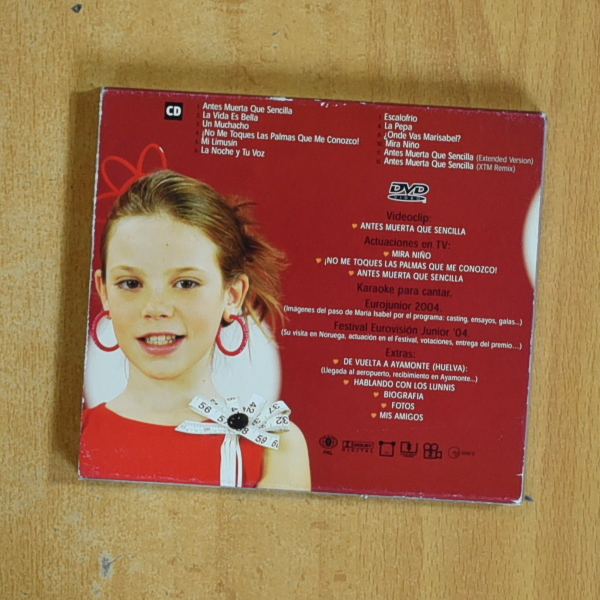 CD
Antes Muerta Que Sencilla
La Vida Es Bella
Un Muchacho
¡No Me Toques Las Palmas Que Me Conozco!
Mi Limusin
La Noche y Tu Voz
Escalofrío
La Pepa
¿Onde Vas Marisabel?
Mira Niño
Antes Muerta Que Sencilla (Extended Version)
Antes Muerta Que Sencilla (XTM Remix)
DVD
VIDEO
Videoclip:
ANTES MUERTA QUE SENCILLA
Actuaciones en TV:
MIRA NIÑO
¡NO ME TOQUES LAS PALMAS QUE ME CONOZCO!
ANTES MUERTA QUE SENCILLA
Karaoke para cantar.
Eurojunior 2004.
(Imágenes del paso de María Isabel por el programa: casting, ensayos, galas...)
Festival Eurovisión Junior '04.
(Su visita en Noruega, actuación en el Festival, votaciones, entrega del premio...)
Extras:
DE VUELTA A AYAMONTE (HUELVA):
(Llegada al aeropuerto, recibimiento en Ayamonte...)
HABLANDO CON LOS LUNNIS
BIOGRAFIA
FOTOS
MIS AMIGOS
PAL
DOLBY
DIGITAL